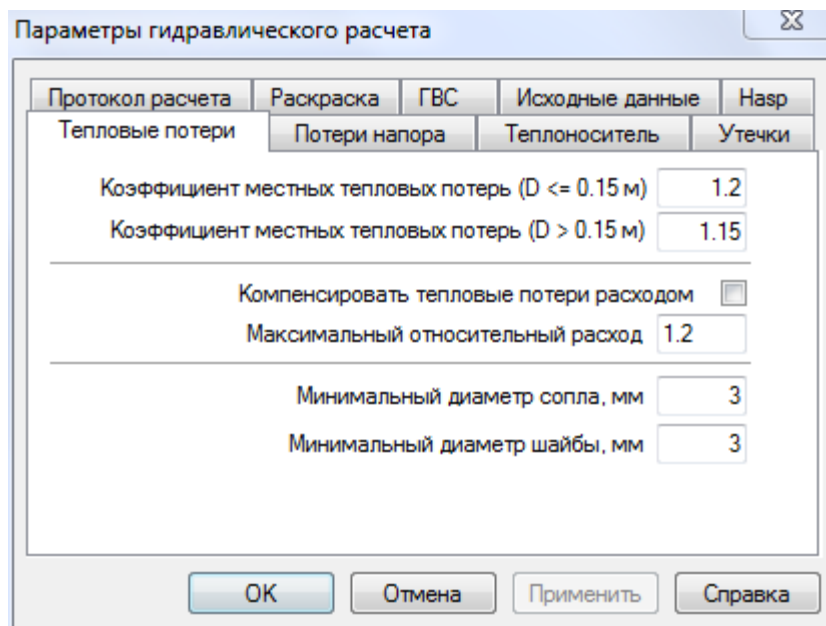 Параметры гидравлического расчета
Протокол расчета Раскраска ГВС Исходные данные Hasp
Тепловые потери Потери напора Теплоноситель Утечки
Коэффициент местных тепловых потерь (D <= 0.15 м) 1.2
Коэффициент местных тепловых потерь (D > 0.15 м) 1.15
Компенсировать тепловые потери расходом
Максимальный относительный расход 1.2
Минимальный диаметр сопла, мм 3
Минимальный диаметр шайбы, мм 3
OK Отмена Применить Справка